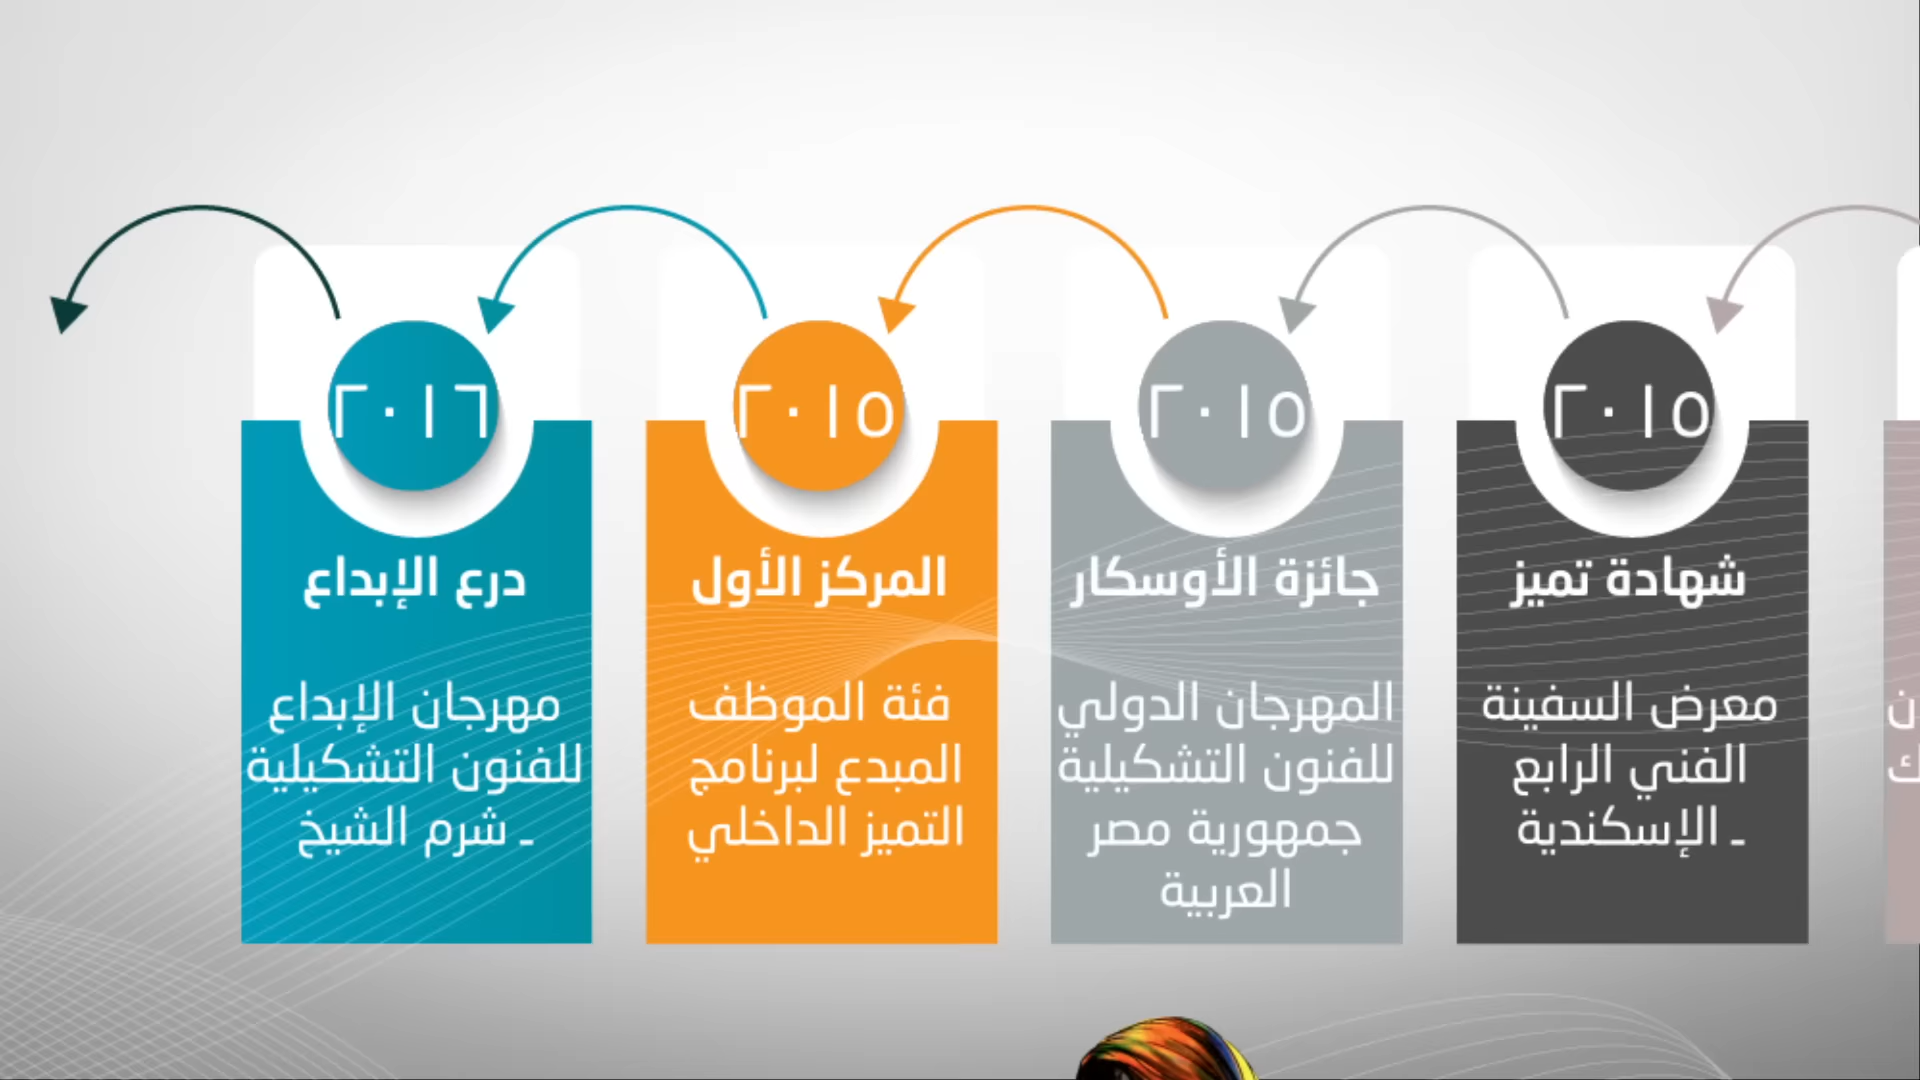 ٢٠١٥
شهادة تميز
معرض السفينة
الفني الرابع
ـ الإسكندية
٢٠١٥
جائزة الأوسكار
المهرجان الدولي
للفنون التشكيلية
جمهورية مصر
العربية
٢٠١٥
المركز الأول
فئة الموظف
المبدع لبرنامج
التميز الداخلي
٢٠١٦
درع الإبداع
مهرجان الإبداع
للفنون التشكيلية
ـ شرم الشيخ